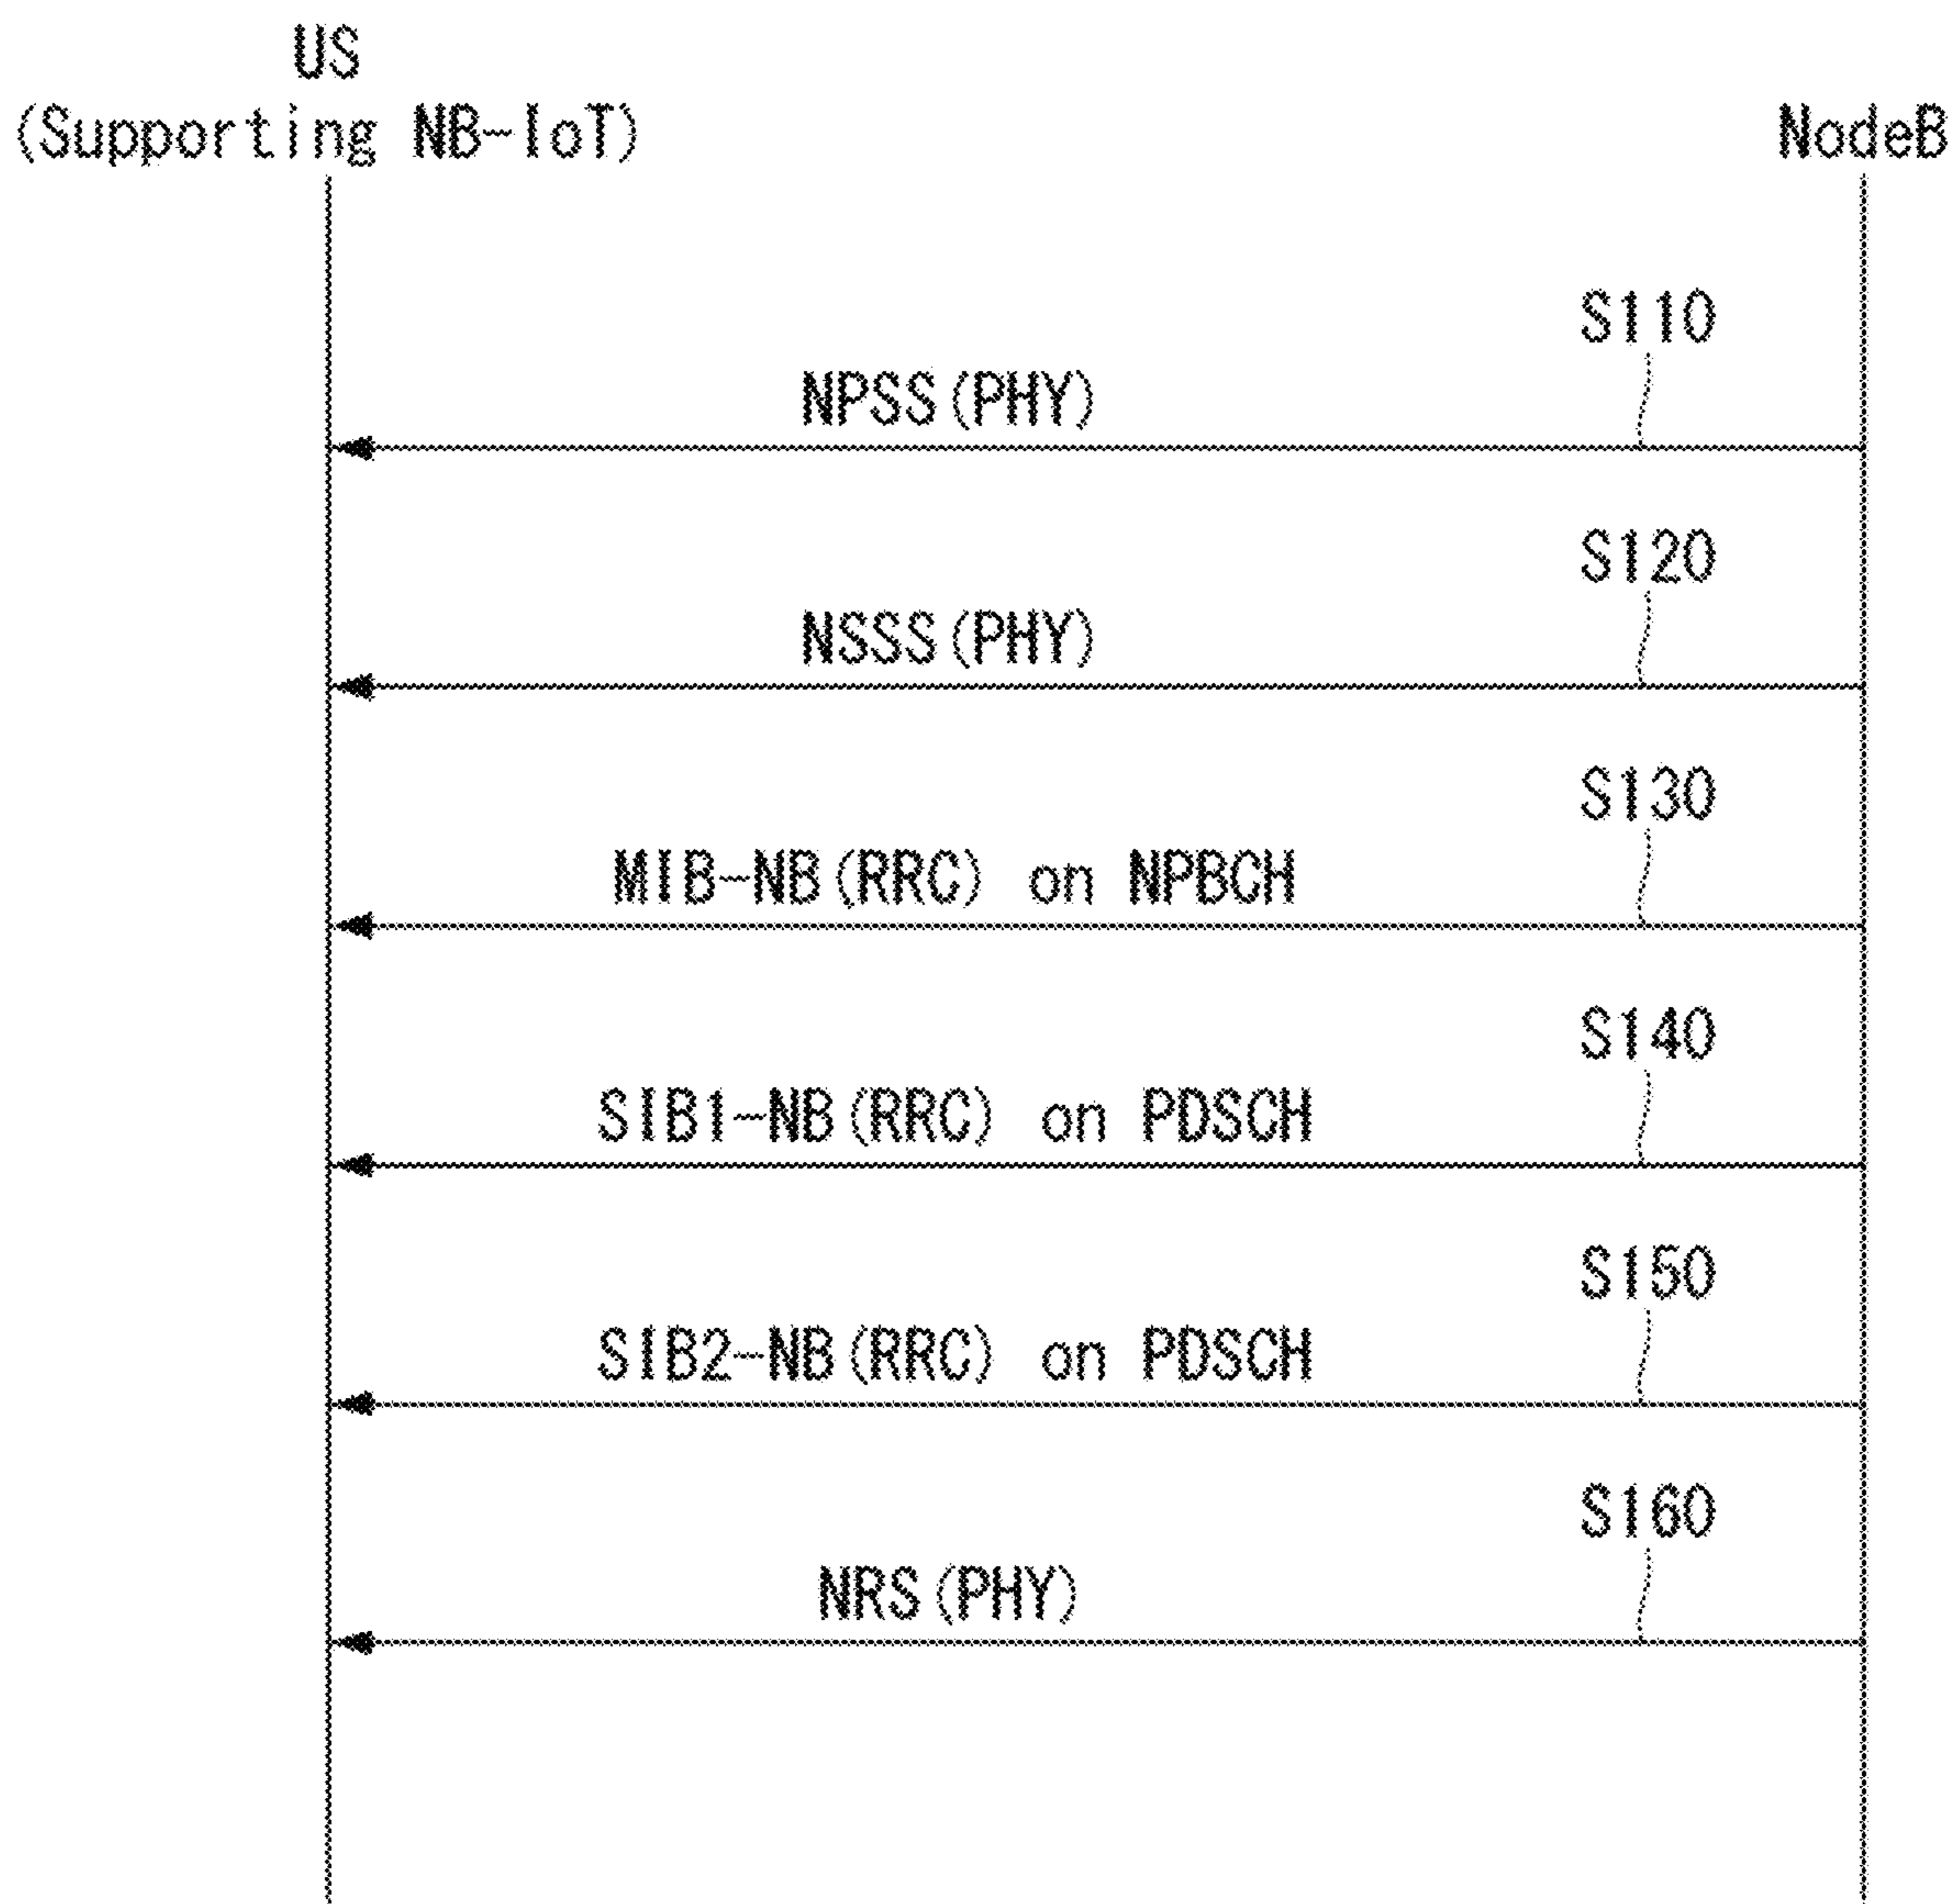 US
(Supporting NB-IoT)
NodeB
S110
NPSS(PHY)
S120
NSSS(PHY)
S130
MIB-NB(RRC) on NPBCH
S140
SIB1-NB(RRC) on PDSCH
S150
SIB2-NB(RRC) on PDSCH
S160
NRS(PHY)